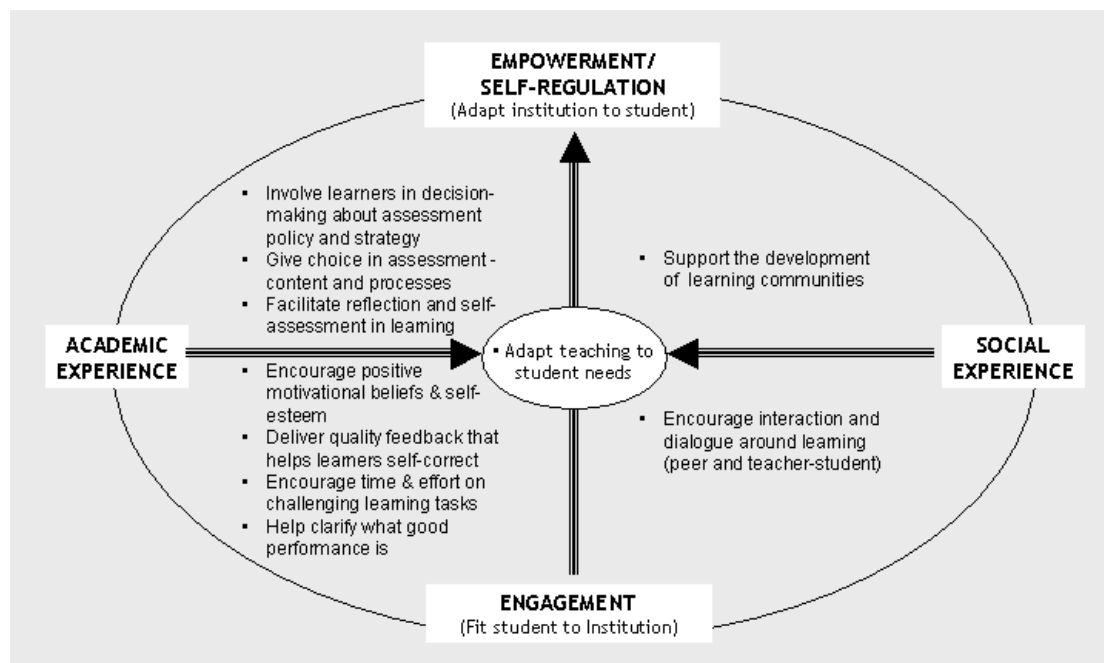 EMPOWERMENT/
SELF-REGULATION
(Adapt institution to student)
▪ Involve learners in decision-
making about assessment
policy and strategy
▪ Give choice in assessment -
content and processes
▪ Facilitate reflection and self-
assessment in learning
▪ Support the development
of learning communities
ACADEMIC
EXPERIENCE
▪ Adapt teaching to
student needs
SOCIAL
EXPERIENCE
▪ Encourage positive
motivational beliefs & self-
esteem
▪ Deliver quality feedback that
helps learners self-correct
▪ Encourage time & effort on
challenging learning tasks
▪ Help clarify what good
performance is
▪ Encourage interaction and
dialogue around learning
(peer and teacher-student)
ENGAGEMENT
(Fit student to Institution)